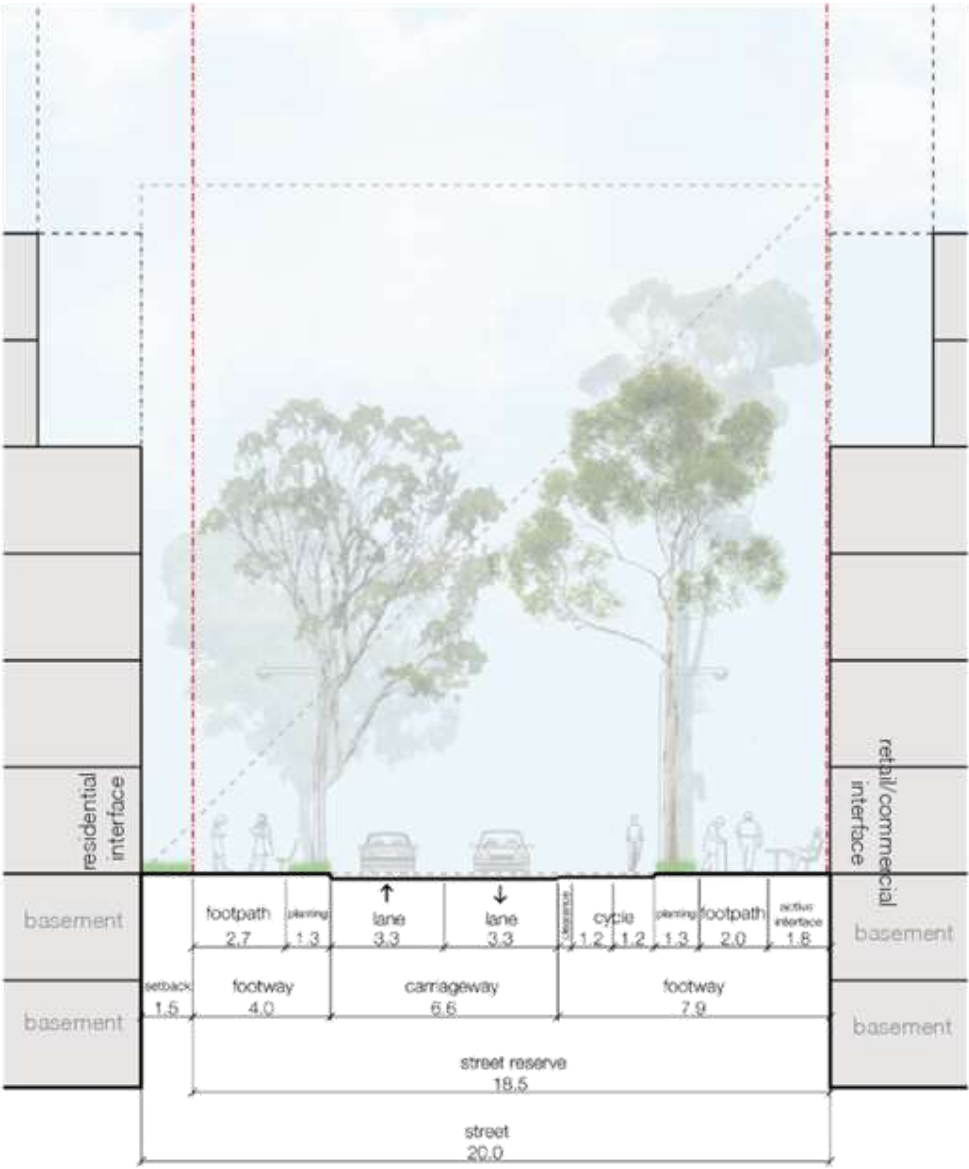 residential
interface
retail/commercial
interface
basement
basement
basement
basement
footpath
2.7
planting
1.3
lane
3.3
lane
3.3
clearance
cycle
1.2 1.2
planting
1.3
footpath
2.0
active
interface
1.8
setback
1.5
footway
4.0
carriageway
6.6
footway
7.9
street reserve
18.5
street
20.0